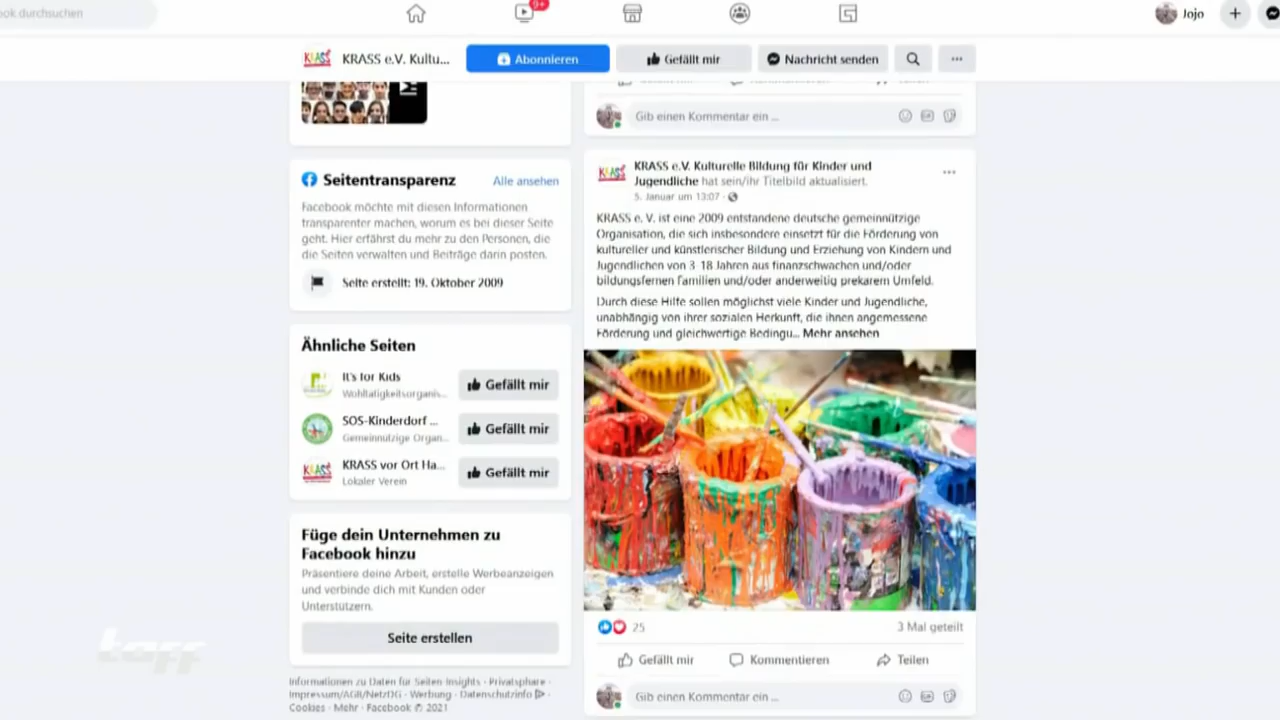 ook durchsuchen
9+
Jojo
KRASS
KRASS e.V. Kultu...
Abonnieren
Gefällt mir
Nachricht senden
Gib einen Kommentar ein ...
Seitentransparenz
Alle ansehen
Facebook möchte mit diesen Informationen
transparenter machen, worum es bei dieser Seite
geht. Hier erfährst du mehr zu den Personen, die
die Seiten verwalten und Beiträge darin posten.
Seite erstellt: 19. Oktober 2009
Ähnliche Seiten
It's for Kids
Wohltätigkeitsorganis...
Gefällt mir
SOS-Kinderdorf ...
Gemeinnützige Organ...
Gefällt mir
KRASS
KRASS vor Ort Ha...
Lokaler Verein
Gefällt mir
Füge dein Unternehmen zu
Facebook hinzu
Präsentiere deine Arbeit, erstelle Werbeanzeigen
und verbinde dich mit Kunden oder
Unterstützern.
Seite erstellen
Informationen zu Daten für Seiten-Insights · Privatsphäre ·
Impressum/AGB/NetzDG · Werbung · Datenschutzinfo ·
Cookies · Mehr · Facebook © 2021
KRASS
KRASS e.V. Kulturelle Bildung für Kinder und
Jugendliche hat sein/ihr Titelbild aktualisiert.
5. Januar um 13:07 ·
KRASS e. V. ist eine 2009 entstandene deutsche gemeinnützige
Organisation, die sich insbesondere einsetzt für die Förderung von
kultureller und künstlerischer Bildung und Erziehung von Kindern und
Jugendlichen von 3-18 Jahren aus finanzschwachen und/oder
bildungsfernen Familien und/oder anderweitig prekärem Umfeld.
Durch diese Hilfe sollen möglichst viele Kinder und Jugendliche,
unabhängig von ihrer sozialen Herkunft, die ihnen angemessene
Förderung und gleichwertige Bedingu... Mehr ansehen
25
3 Mal geteilt
Gefällt mir
Kommentieren
Teilen
Gib einen Kommentar ein ...
taff